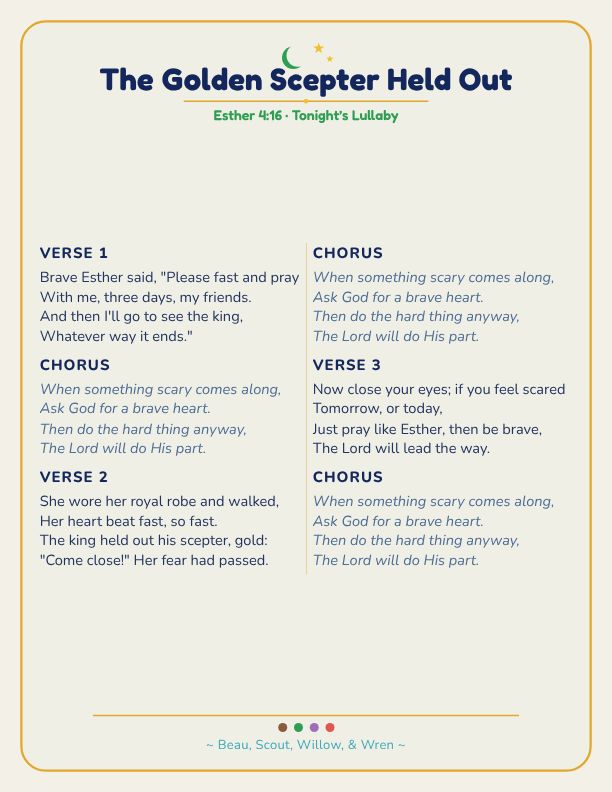 The Golden Scepter Held Out
Esther 4:16 · Tonight's Lullaby
VERSE 1
Brave Esther said, "Please fast and pray
With me, three days, my friends.
And then I'll go to see the king,
Whatever way it ends."
CHORUS
When something scary comes along,
Ask God for a brave heart.
Then do the hard thing anyway,
The Lord will do His part.
VERSE 2
She wore her royal robe and walked,
Her heart beat fast, so fast.
The king held out his scepter, gold:
"Come close!" Her fear had passed.
CHORUS
When something scary comes along,
Ask God for a brave heart.
Then do the hard thing anyway,
The Lord will do His part.
VERSE 3
Now close your eyes; if you feel scared
Tomorrow, or today,
Just pray like Esther, then be brave,
The Lord will lead the way.
CHORUS
When something scary comes along,
Ask God for a brave heart.
Then do the hard thing anyway,
The Lord will do His part.
~ Beau, Scout, Willow, & Wren ~